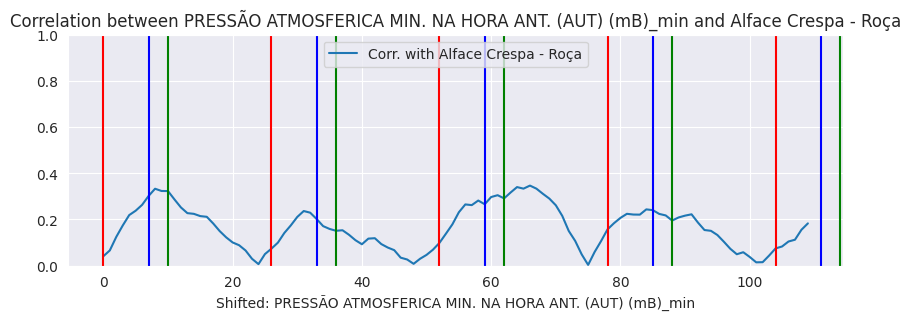 Correlation between PRESSÃO ATMOSFERICA MIN. NA HORA ANT. (AUT) (mB)_min and Alface Crespa - Roça
1.0
Corr. with Alface Crespa - Roça
0.8
0.6
0.4
0.2
0.0
0 20 40 60 80 100
Shifted: PRESSÃO ATMOSFERICA MIN. NA HORA ANT. (AUT) (mB)_min